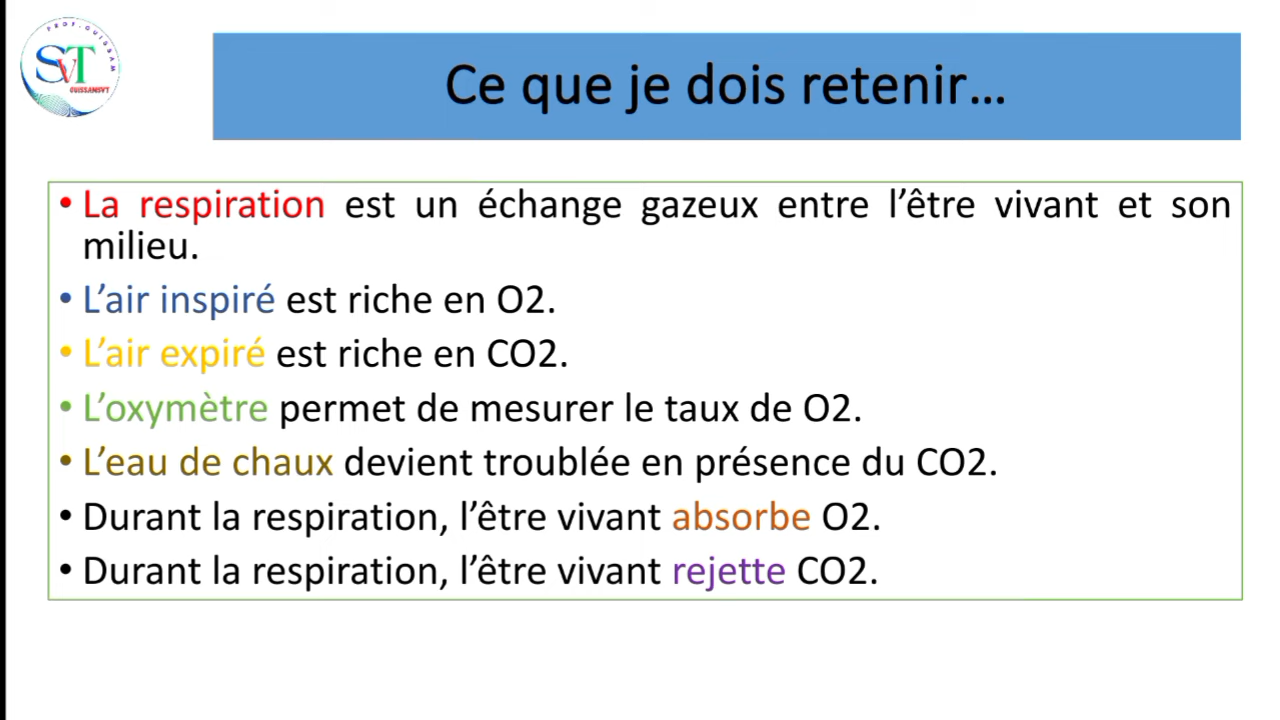 PROF.GUISSAM
SVT
GUISSAMSVT
Ce que je dois retenir...
• La respiration est un échange gazeux entre l’être vivant et son
milieu.
• L’air inspiré est riche en O2.
• L’air expiré est riche en CO2.
• L’oxymètre permet de mesurer le taux de O2.
• L’eau de chaux devient troublée en présence du CO2.
• Durant la respiration, l’être vivant absorbe O2.
• Durant la respiration, l’être vivant rejette CO2.